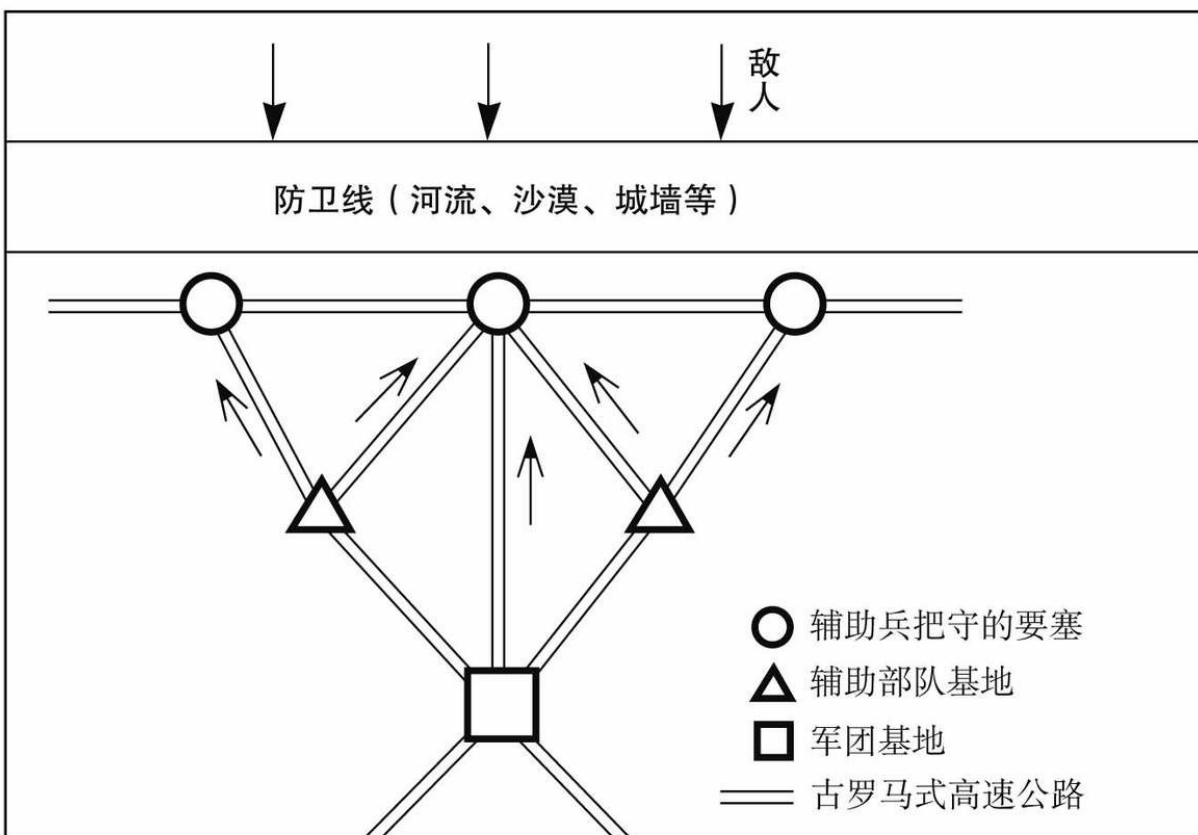 敌人
防卫线（河流、沙漠、城墙等）
辅助兵把守的要塞
辅助部队基地
军团基地
古罗马式高速公路